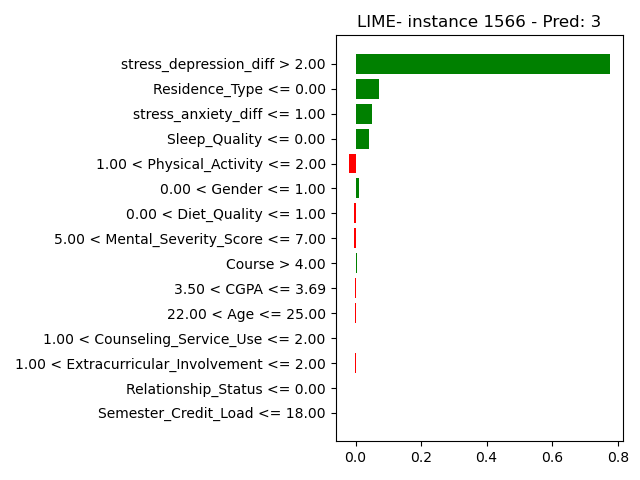 LIME- instance 1566 - Pred: 3
stress_depression_diff > 2.00
Residence_Type <= 0.00
stress_anxiety_diff <= 1.00
Sleep_Quality <= 0.00
1.00 < Physical_Activity <= 2.00
0.00 < Gender <= 1.00
0.00 < Diet_Quality <= 1.00
5.00 < Mental_Severity_Score <= 7.00
Course > 4.00
3.50 < CGPA <= 3.69
22.00 < Age <= 25.00
1.00 < Counseling_Service_Use <= 2.00
1.00 < Extracurricular_Involvement <= 2.00
Relationship_Status <= 0.00
Semester_Credit_Load <= 18.00
0.0 0.2 0.4 0.6 0.8